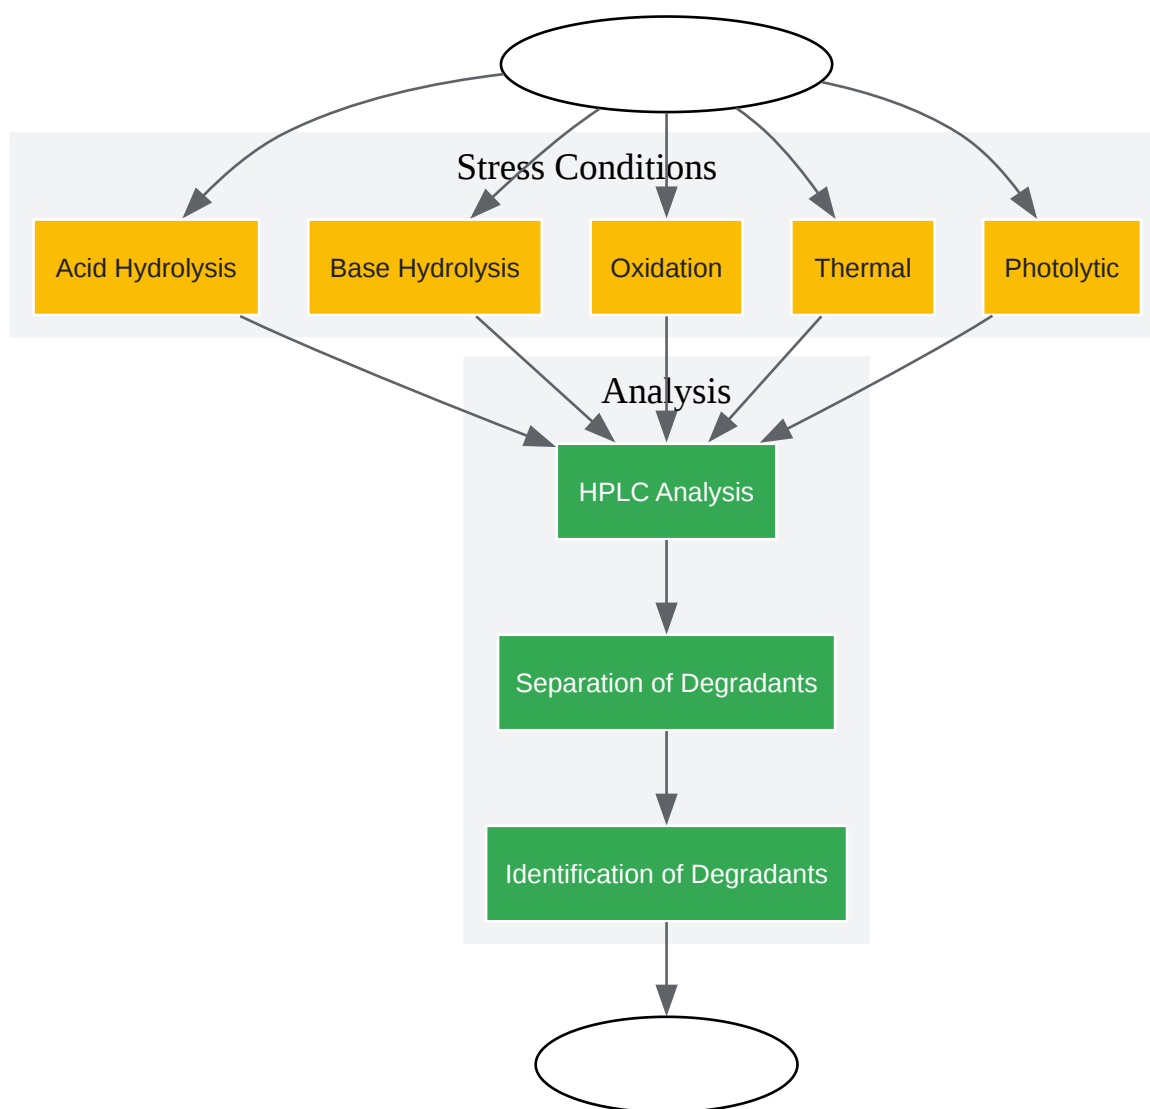 Stress Conditions
Acid Hydrolysis
Base Hydrolysis
Oxidation
Thermal
Photolytic
Analysis
HPLC Analysis
Separation of Degradants
Identification of Degradants